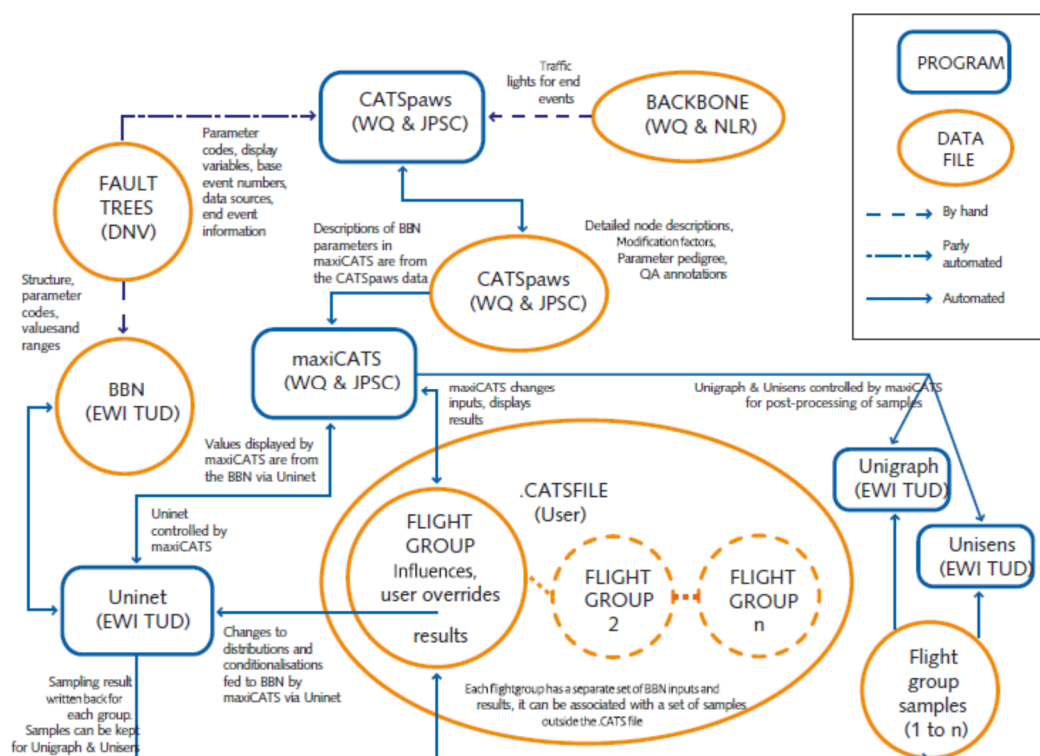 PROGRAM
DATA
FILE
By hand
Parly
automated
Automated
Traffic
lights for end
events
CATSpaws
(WQ & JPSC)
BACKBONE
(WQ & NLR)
FAULT
TREES
(DNV)
Parameter
codes, display
variables, base
event numbers,
data sources,
end event
information
Descriptions of BBN
parameters in
maxiCATS are from
the CATSpaws data
Detailed node descriptions,
Modification factors,
Parameter pedigree,
QA annotations
CATSpaws
(WQ & JPSC)
Structure,
parameter
codes,
valuesand
ranges
BBN
(EWI TUD)
maxiCATS
(WQ & JPSC)
maxiCATS changes
inputs, displays
results
Unigraph & Unisens controlled by maxiCATS
for post-processing of samples
Values displayed by
maxiCATS are from
the BBN via Uninet
Uninet
controlled by
maxiCATS
.CATSFILE
(User)
FLIGHT
GROUP
Influences,
user overrides
results
FLIGHT
GROUP
2
FLIGHT
GROUP
n
Unigraph
(EWI TUD)
Unisens
(EWI TUD)
Uninet
(EWI TUD)
Changes to
distributions and
conditionalisations
fed to BBN by
maxiCATS via Uninet
Each flightgroup has a separate set of BBN inputs and
results, it can be associated with a set of samples
outside the .CATS file
Flight
group
samples
(1 to n)
Sampling result
written back for
each group.
Samples can be kept
for Unigraph & Unisens